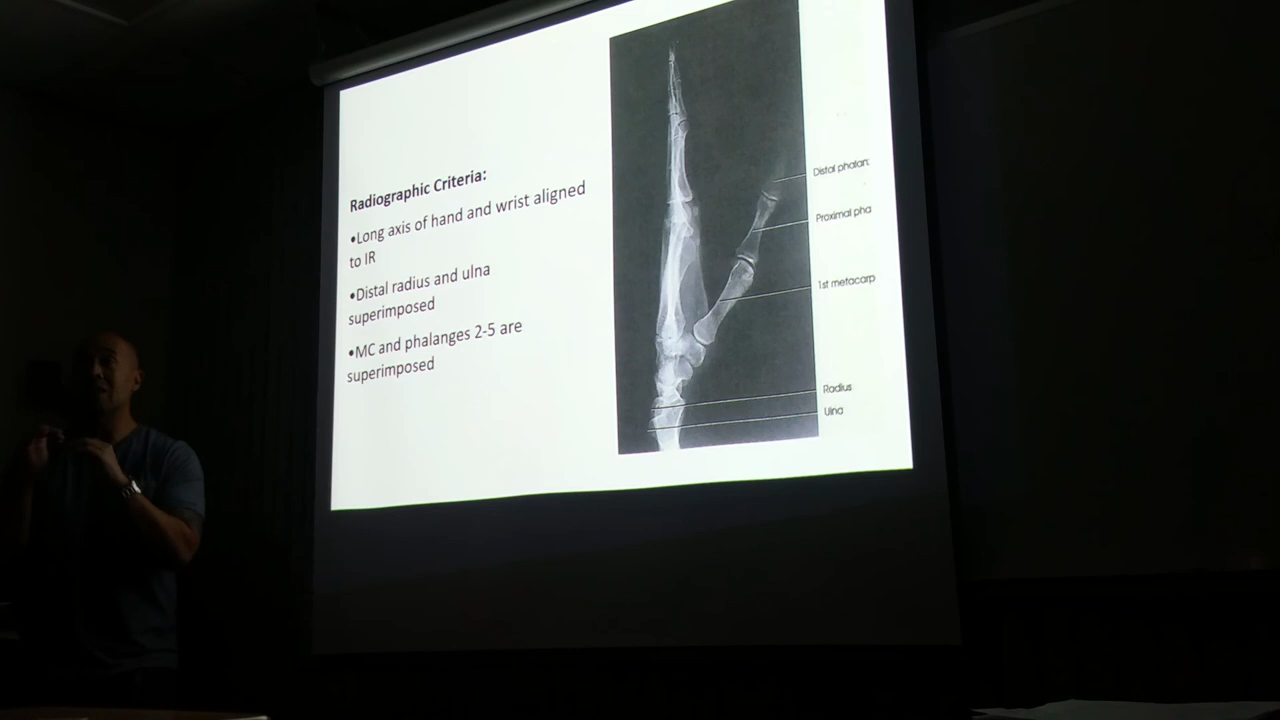 Radiographic Criteria:
•Long axis of hand and wrist aligned
to IR
•Distal radius and ulna
superimposed
•MC and phalanges 2-5 are
superimposed
Distal phalan
Proximal pha
1st metacarp
Radius
Ulna